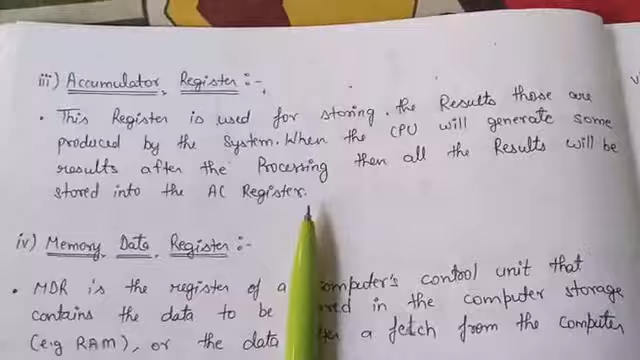 iii) Accumulator, Register :-
• This Register is used for storing the Results those are
produced by the System. When the CPU will generate some
results after the Processing then all the Results will be
stored into the AC Register.
iv) Memory, Data, Register :-
• MDR is the register of a computer's control unit that
contains the data to be in the computer storage
(e.g RAM), or the data a fetch from the computer
v